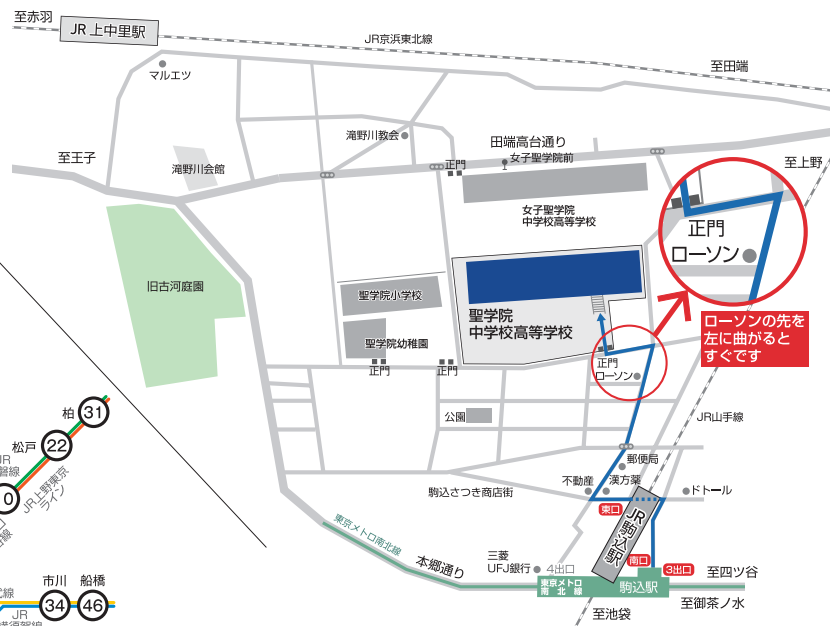 至赤羽
JR 上中里駅
JR京浜東北線
至田端
マルエツ
滝野川教会
田端高台通り
女子聖学院前
至王子
滝野川会館
正門
至上野
女子聖学院
中学校高等学校
正門
ローソン
旧古河庭園
聖学院小学校
聖学院
中学校高等学校
ローソンの先を
左に曲がると
すぐです
聖学院幼稚園
正門
正門
正門
ローソン
公園
JR山手線
柏
31
松戸
22
JR
磐線
0
JR上野東京
ライン
郵便局
不動産
漢方薬
駒込さつき商店街
ドトール
東口
JR駒込駅
東京メトロ南北線
本郷通り
三菱
UFJ銀行
4出口
南口
3出口
至四ツ谷
東京メトロ
南北線
駒込駅
至御茶ノ水
至池袋
市川
船橋
34
46
JR